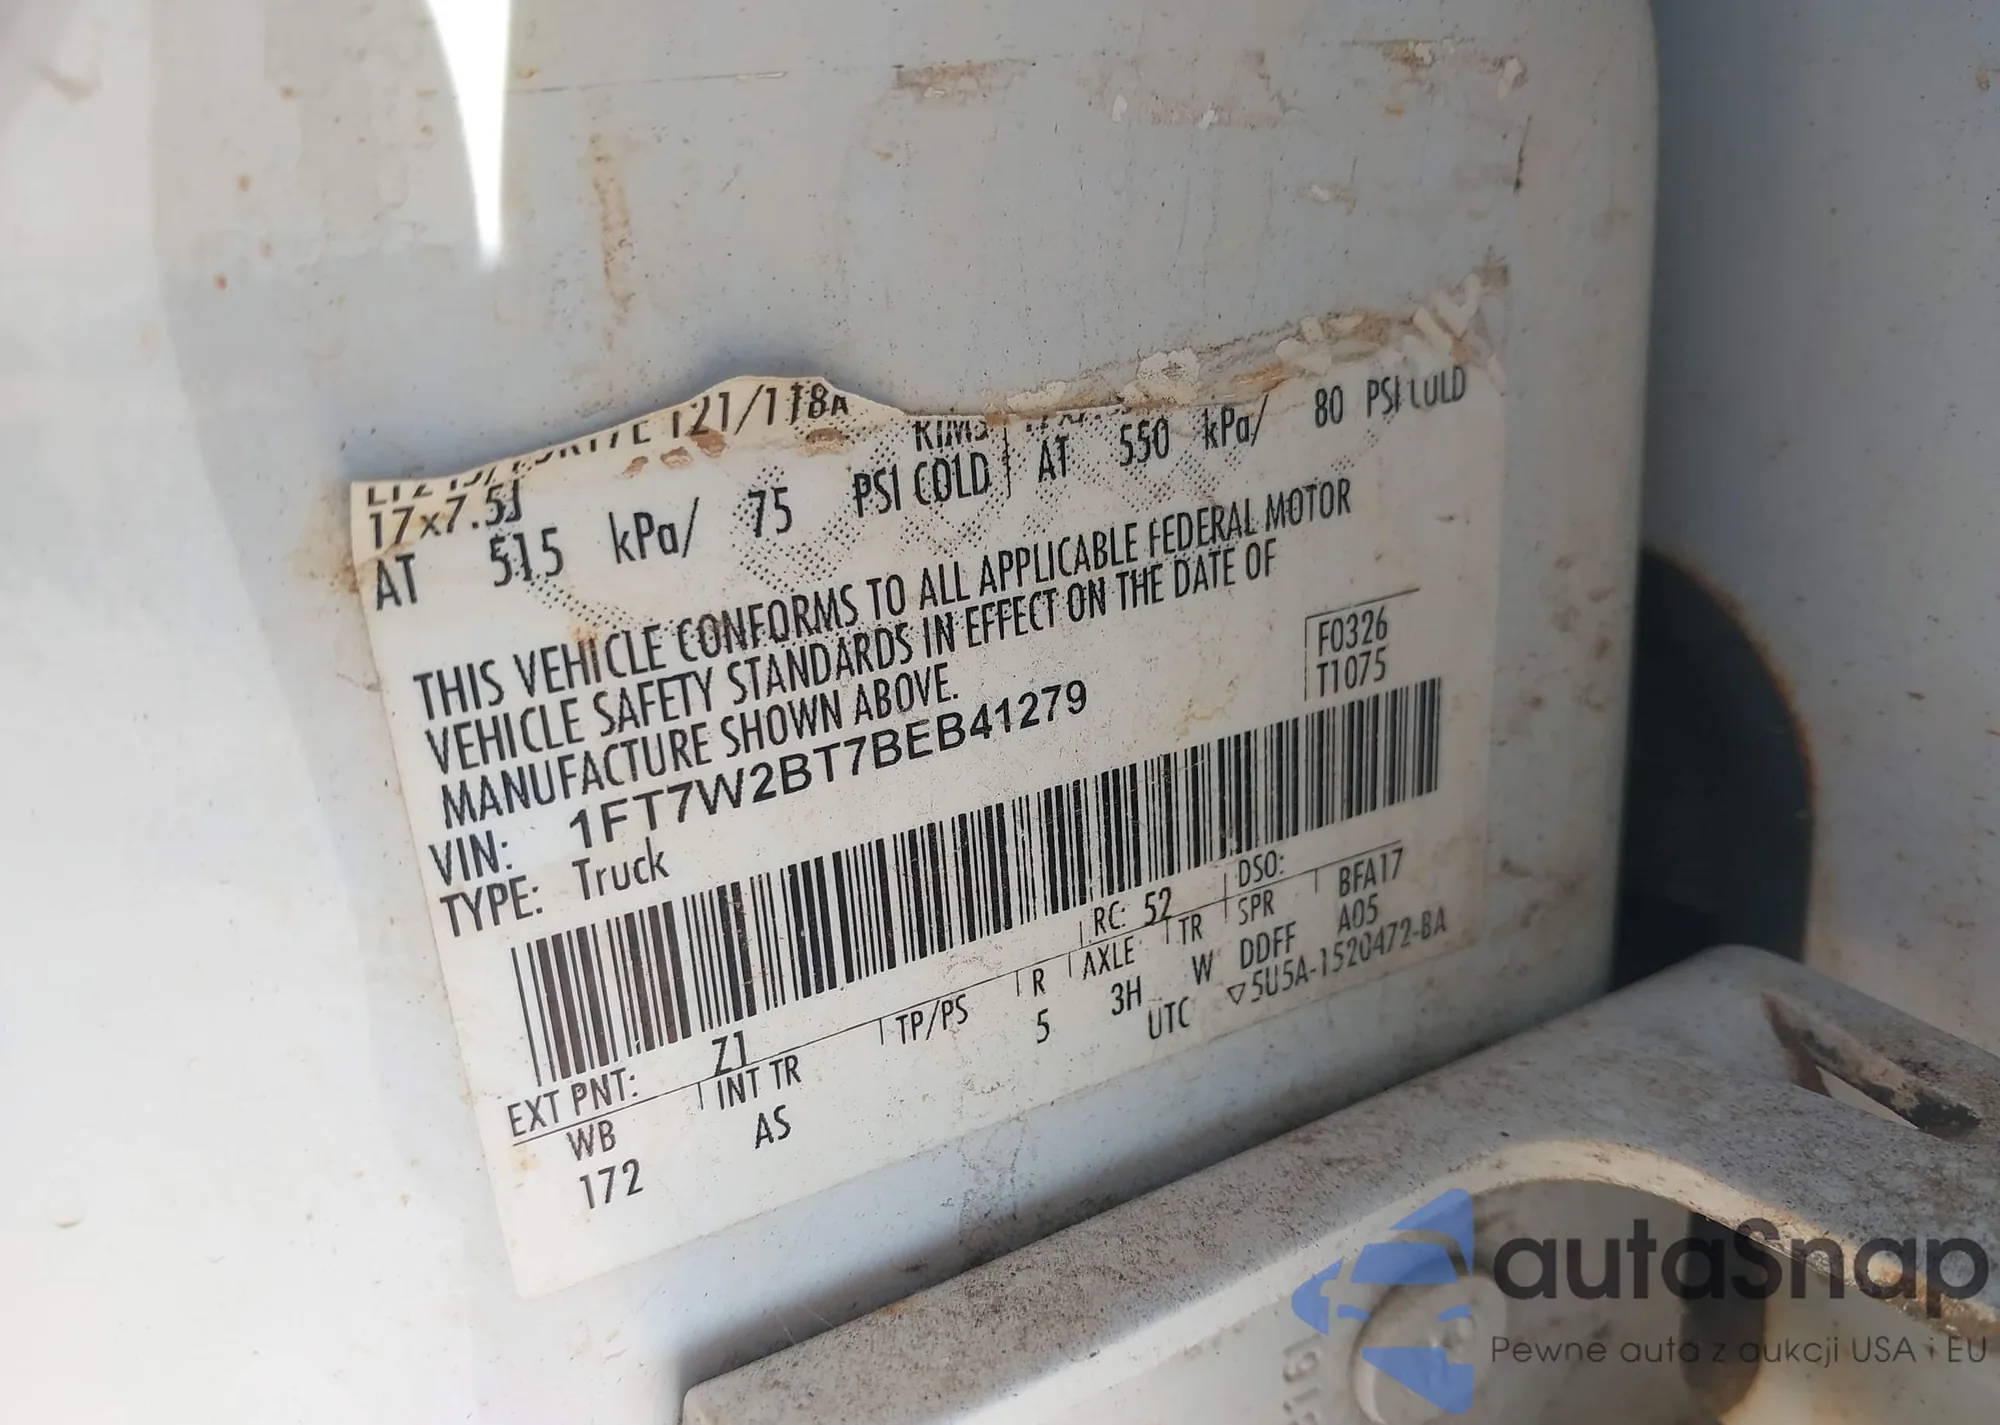 121/118A
17x7.5J RIMS
AT 515 kPa/ 75 PSI COLD AT 550 kPa/ 80 PSI COLD
THIS VEHICLE CONFORMS TO ALL APPLICABLE FEDERAL MOTOR
VEHICLE SAFETY STANDARDS IN EFFECT ON THE DATE OF
MANUFACTURE SHOWN ABOVE.
F0326
T1075
VIN: 1FT7W2BT7BEB41279
TYPE: Truck
EXT PNT: Z1 RC: 52 DSO:
WB INT TR TP/PS R AXLE TR SPR BFA17
172 AS 5 3H W DDFF A05
UTC ▽5U5A-1520472-BA
autaSnap
Pewne auta z aukcji USA i EU